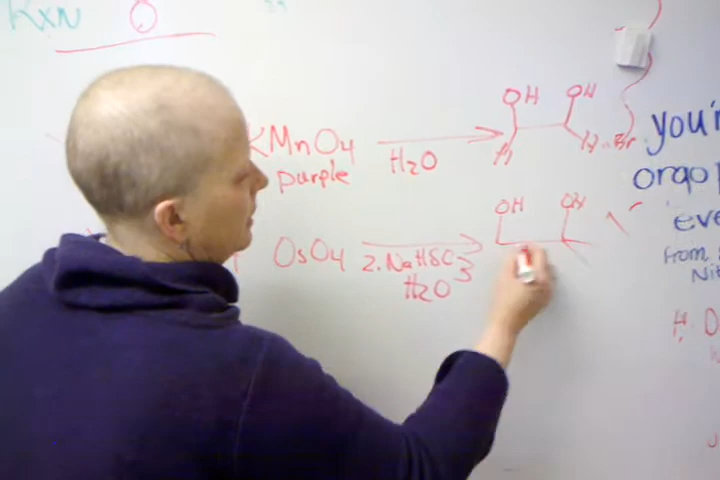 Rxn
KMnO4
H2O
purple
OH OH
H H Br
you'r
orgo
eve
from
Ni
OsO4
2. NaHSO3
H2O
OH OH
H